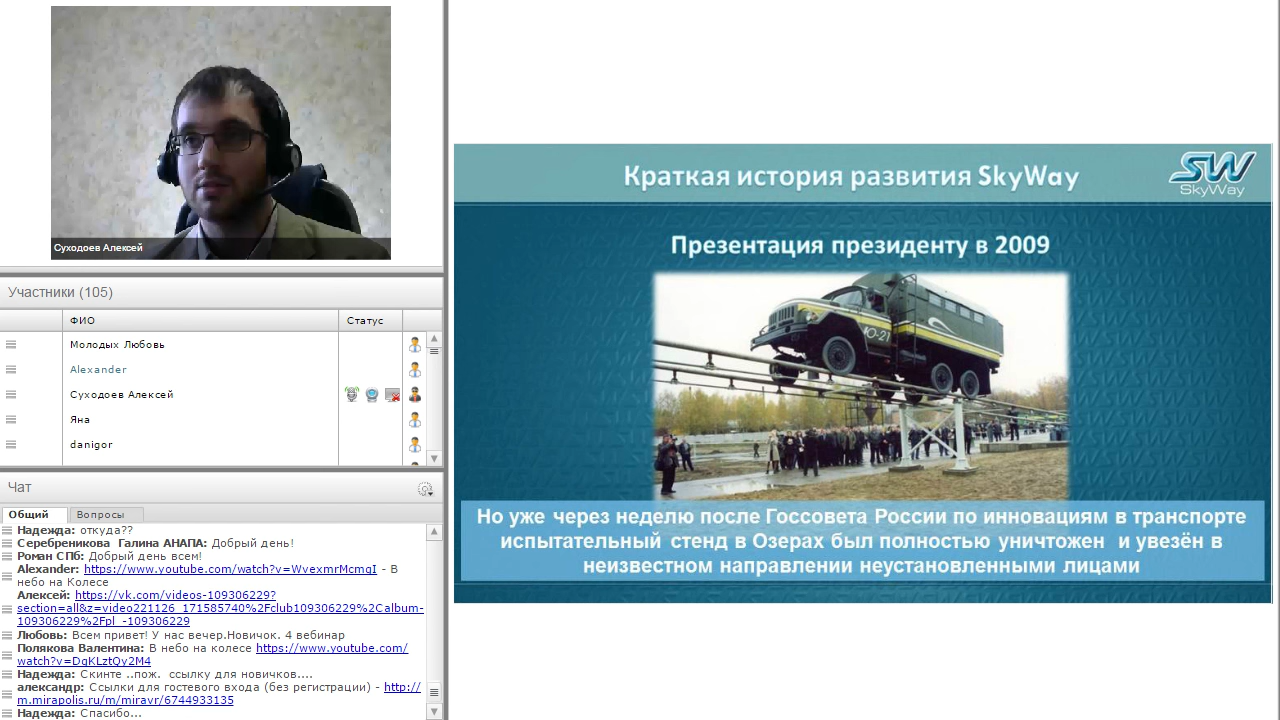 Суходоев Алексей
Участники (105)
ФИО
Статус
Молодых Любовь
Alexander
Суходоев Алексей
Яна
danigor
Чат
Общий
Вопросы
Надежда: откуда??
Серебреникова Галина АНАПА: Добрый день!
Роман СПб: Добрый день всем!
Alexander: https://www.youtube.com/watch?v=WvexmrMcmgI - В
небо на Колесе
Алексей: https://vk.com/videos-109306229?
section=all&z=video221126_171585740%2Fclub109306229%2Calbum-
109306229%2Fpl_-109306229
Любовь: Всем привет! У нас вечер.Новичок. 4 вебинар
Полякова Валентина: В небо на колесе https://www.youtube.com/
watch?v=DqKLztQv2M4
Надежда: Скинте ..пож. ссылку для новичков....
александр: Ссылки для гостевого входа (без регистрации) - http://
m.mirapolis.ru/m/miravr/6744933135
Надежда: Спасибо...
Краткая история развития SkyWay
SW
SkyWay
Презентация президенту в 2009
Ю-21
Но уже через неделю после Госсовета России по инновациям в транспорте
испытательный стенд в Озерах был полностью уничтожен и увезён в
неизвестном направлении неустановленными лицами